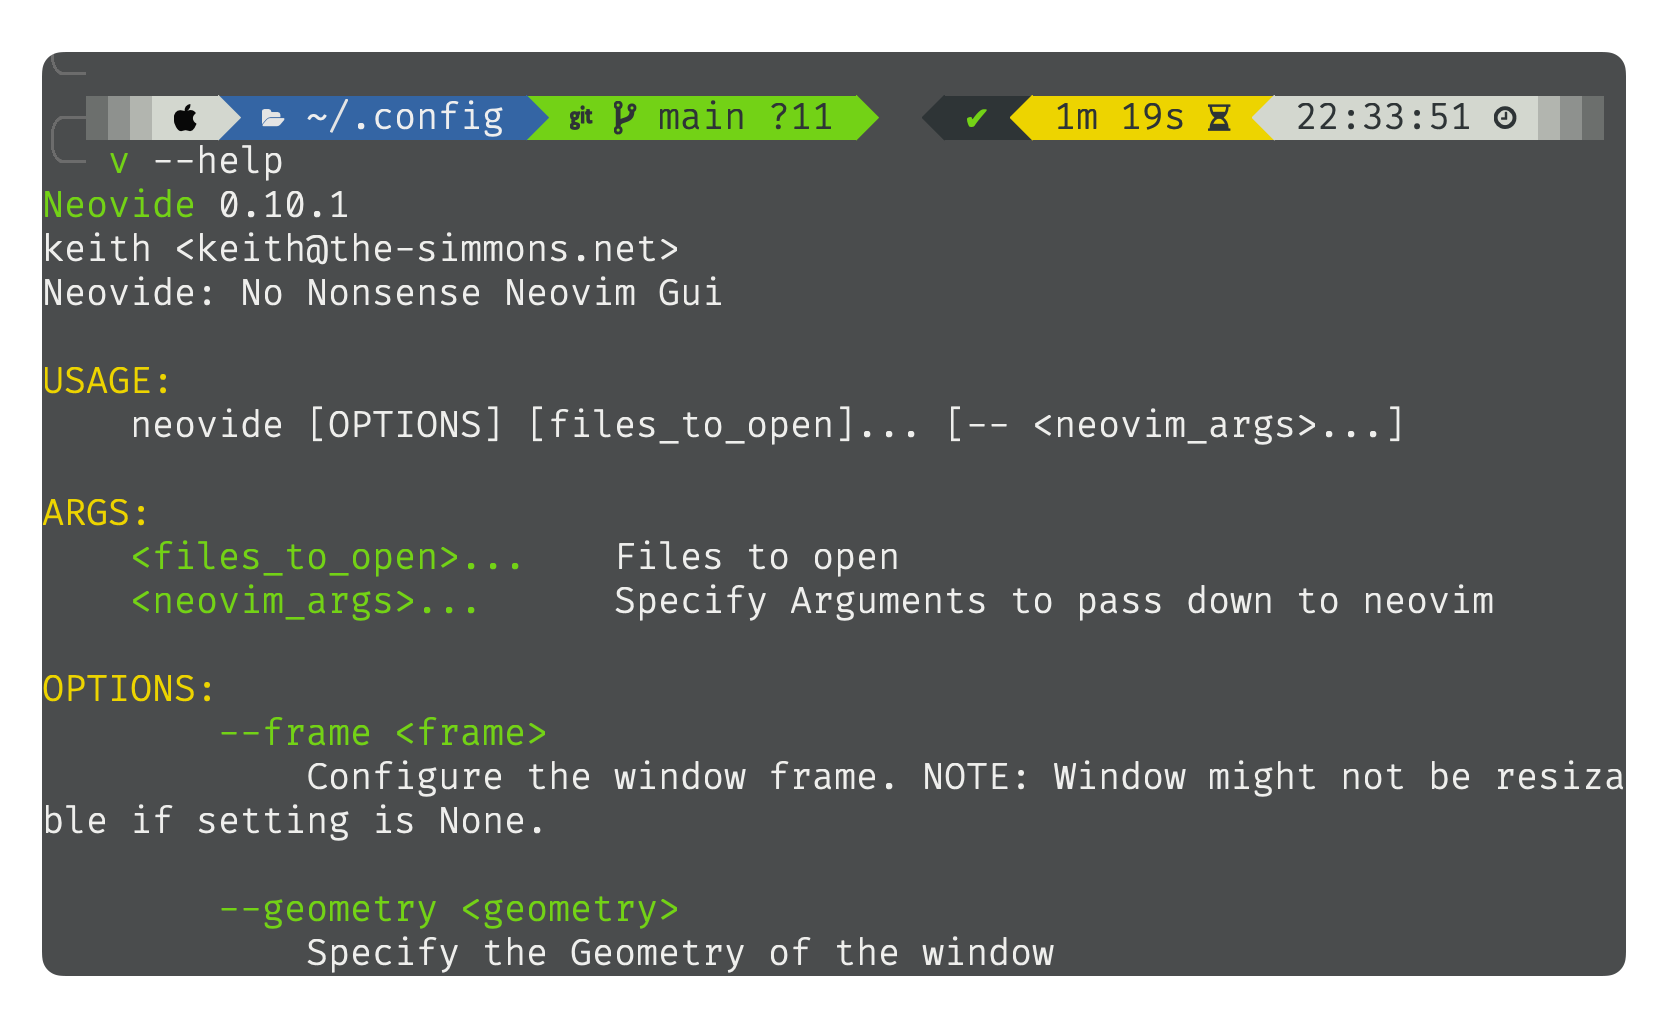 ~/.config git main ?11 ✔ 1m 19s 22:33:51
v --help
Neovide 0.10.1
keith <keith@the-simmons.net>
Neovide: No Nonsense Neovim Gui
USAGE:
neovide [OPTIONS] [files_to_open]... [-- <neovim_args>...]
ARGS:
<files_to_open>... Files to open
<neovim_args>... Specify Arguments to pass down to neovim
OPTIONS:
--frame <frame>
Configure the window frame. NOTE: Window might not be resiza
ble if setting is None.
--geometry <geometry>
Specify the Geometry of the window